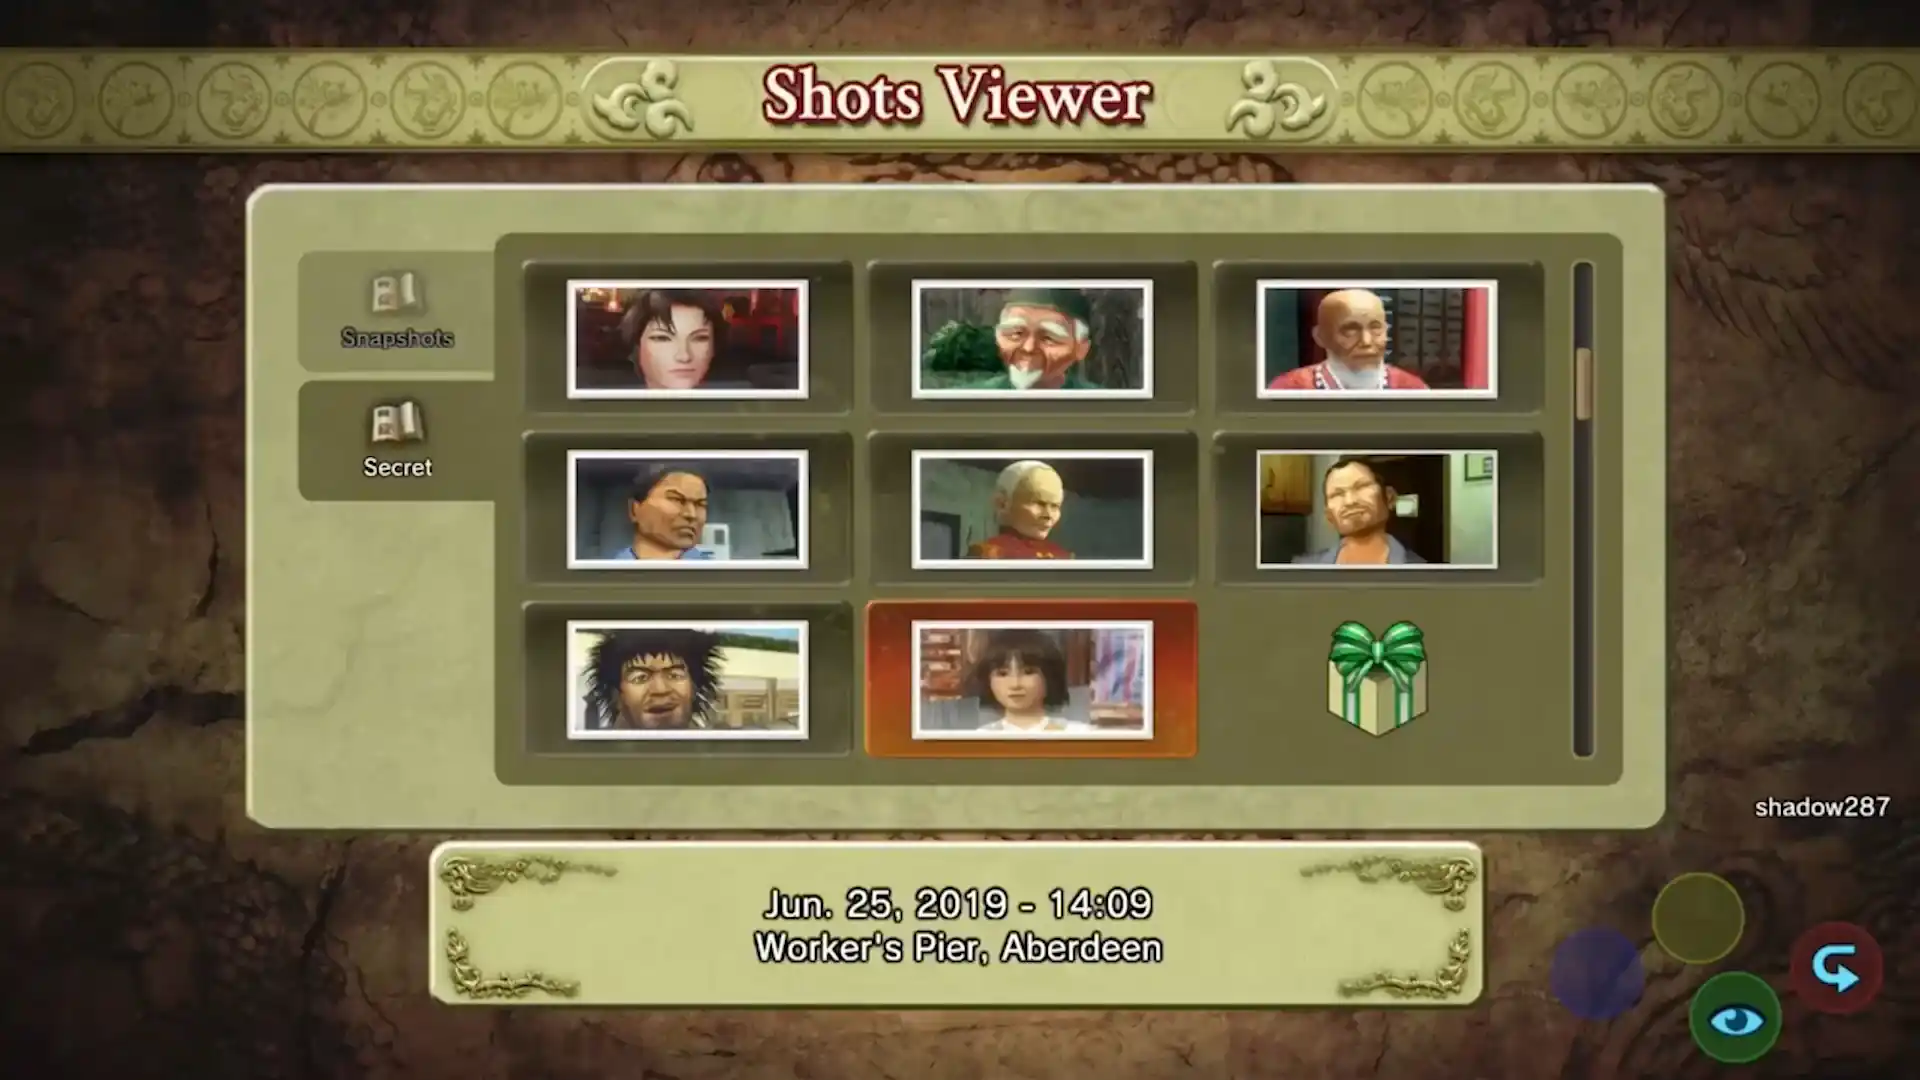 Shots Viewer
Snapshots
Secret
shadow287
Jun. 25, 2019 - 14:09
Worker's Pier, Aberdeen